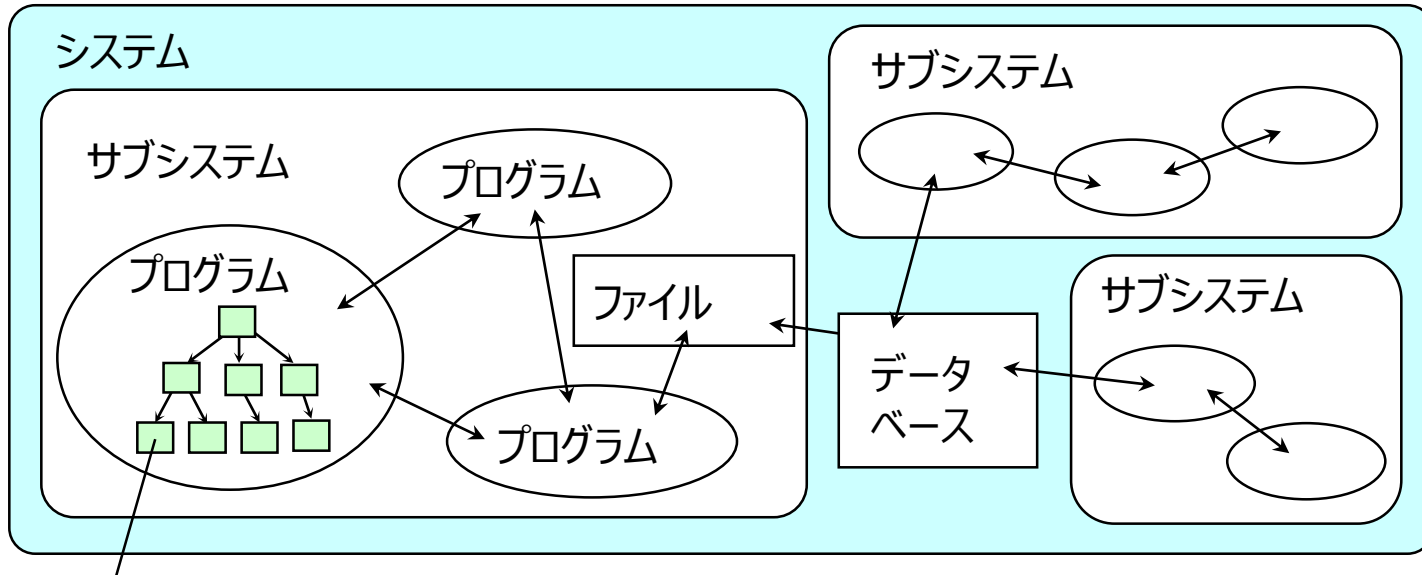 システム
サブシステム
プログラム
プログラム
ファイル
プログラム
データ
ベース
サブシステム
サブシステム